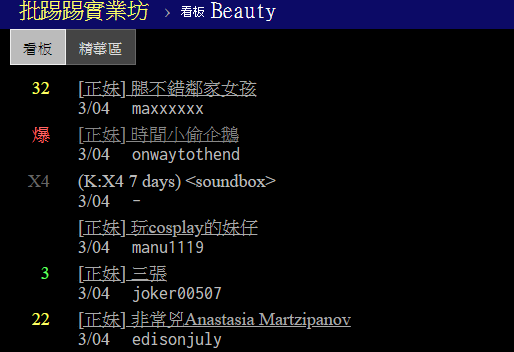 批踢踢實業坊 › 看板 Beauty
看板 精華區
32 [正妹] 腿不錯鄰家女孩
3/04 maxxxxxx
爆 [正妹] 時間小偷企鵝
3/04 onwaytothend
X4 (K:X4 7 days) <soundbox>
3/04 -
[正妹] 玩cosplay的妹仔
3/04 manu1119
3 [正妹] 三張
3/04 joker00507
22 [正妹] 非常兇Anastasia Martzipanov
3/04 edisonjuly